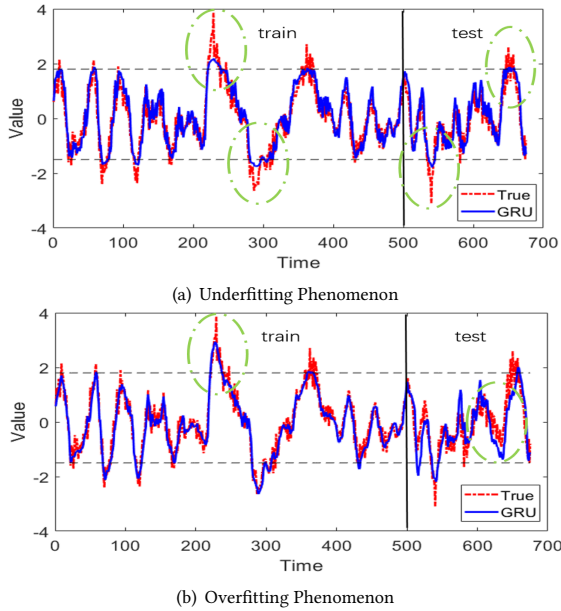 4
2
0
-2
-4
Value
train
test
True
GRU
0 100 200 300 400 500 600 700
Time
(a) Underfitting Phenomenon
4
2
0
-2
-4
Value
train
test
True
GRU
0 100 200 300 400 500 600 700
Time
(b) Overfitting Phenomenon